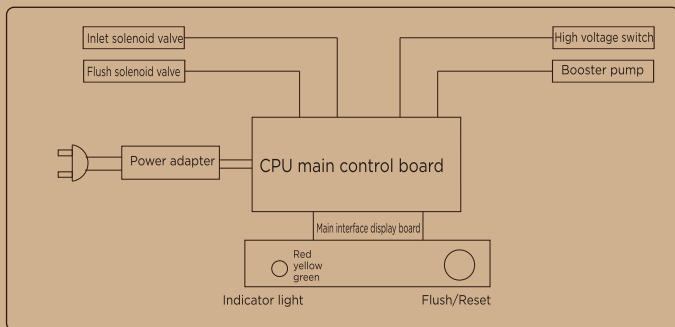 Inlet solenoid valve
High voltage switch
Flush solenoid valve
Booster pump
Power adapter
CPU main control board
Main interface display board
Red
yellow
green
Indicator light
Flush/Reset